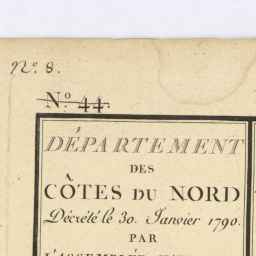 N.º 8.
N.º 44.
DÉPARTEMENT
DES
CÔTES DU NORD
Décrété le 30. Janvier 1790.
PAR